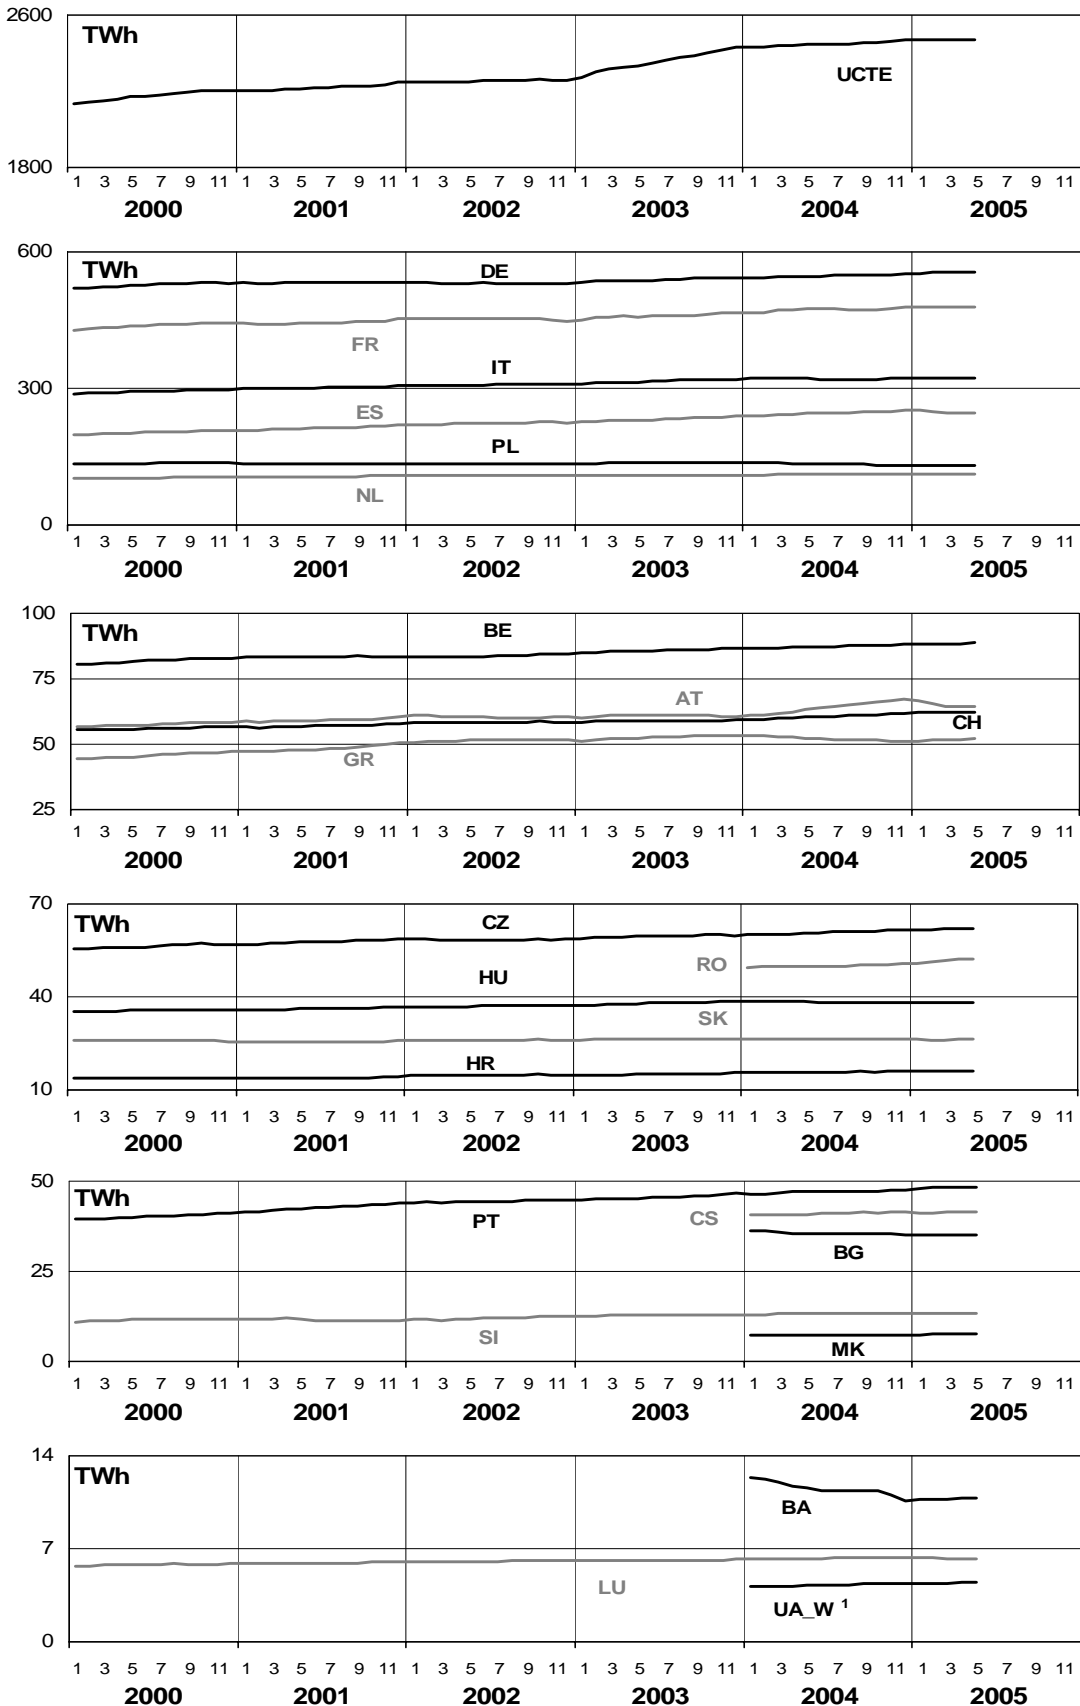 2600
TWh
UCTE
1800
1 3 5 7 9 11 1 3 5 7 9 11 1 3 5 7 9 11 1 3 5 7 9 11 1 3 5 7 9 11 1 3 5 7 9 11
2000 2001 2002 2003 2004 2005
600
TWh
DE
FR
IT
300
ES
PL
NL
0
1 3 5 7 9 11 1 3 5 7 9 11 1 3 5 7 9 11 1 3 5 7 9 11 1 3 5 7 9 11 1 3 5 7 9 11
2000 2001 2002 2003 2004 2005
100
TWh
BE
75
AT
CH
50
GR
25
1 3 5 7 9 11 1 3 5 7 9 11 1 3 5 7 9 11 1 3 5 7 9 11 1 3 5 7 9 11 1 3 5 7 9 11
2000 2001 2002 2003 2004 2005
70
TWh
CZ
RO
HU
40
SK
HR
10
1 3 5 7 9 11 1 3 5 7 9 11 1 3 5 7 9 11 1 3 5 7 9 11 1 3 5 7 9 11 1 3 5 7 9 11
2000 2001 2002 2003 2004 2005
50
TWh
PT
CS
BG
25
SI
MK
0
1 3 5 7 9 11 1 3 5 7 9 11 1 3 5 7 9 11 1 3 5 7 9 11 1 3 5 7 9 11 1 3 5 7 9 11
2000 2001 2002 2003 2004 2005
14
TWh
BA
7
LU
UA_W ¹
0
1 3 5 7 9 11 1 3 5 7 9 11 1 3 5 7 9 11 1 3 5 7 9 11 1 3 5 7 9 11 1 3 5 7 9 11
2000 2001 2002 2003 2004 2005